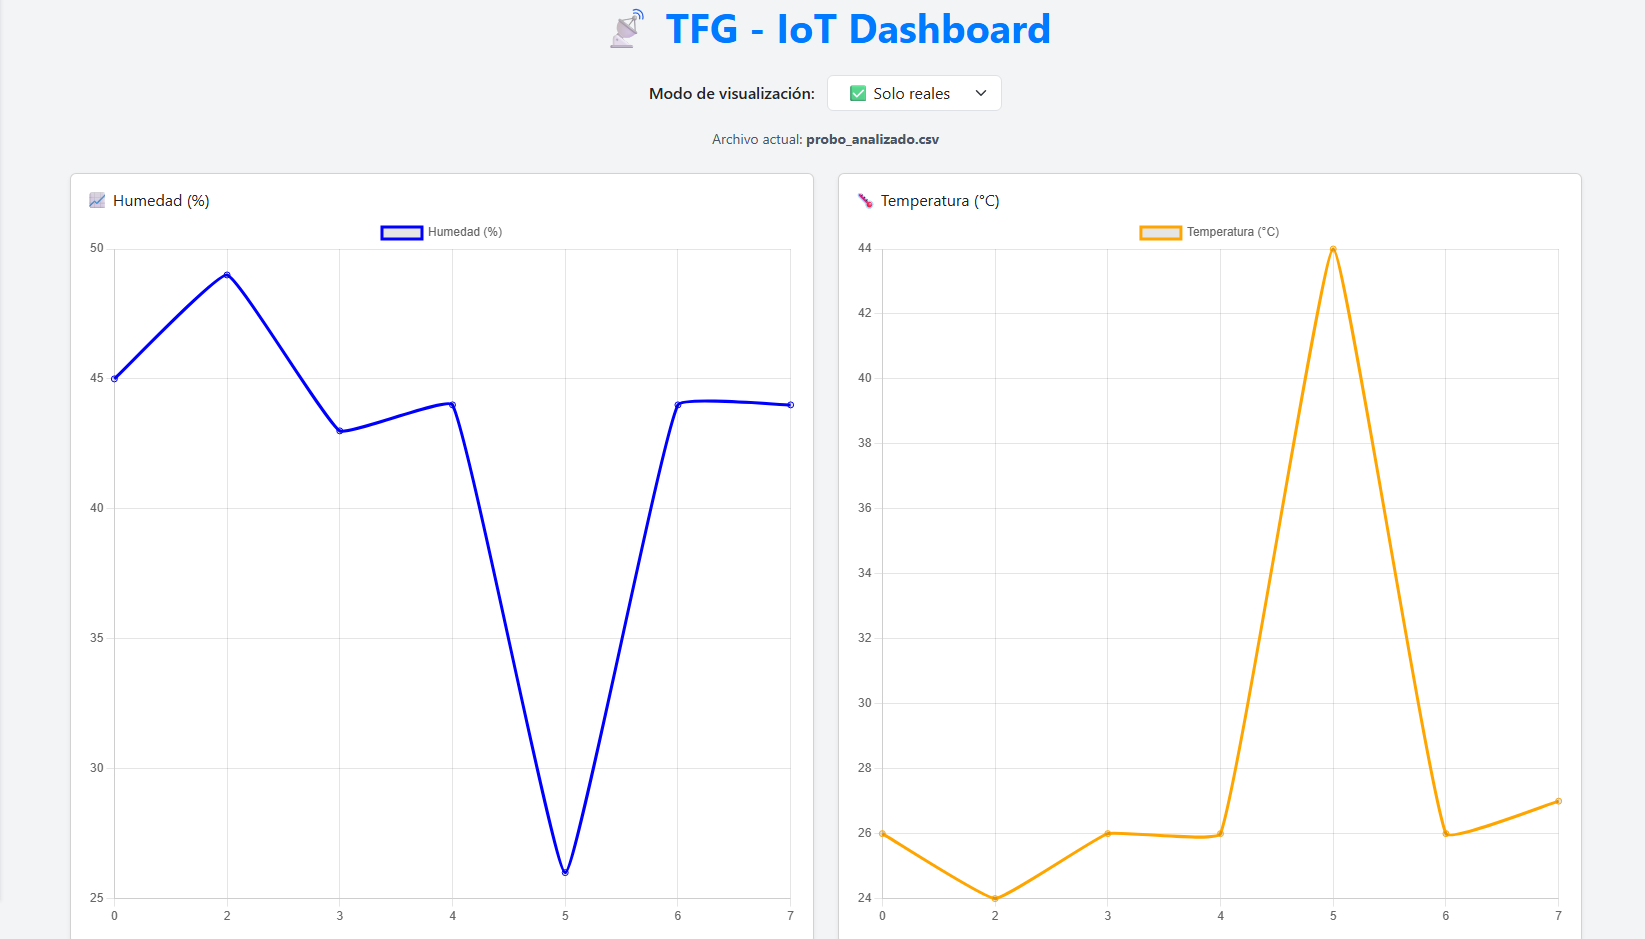 TFG - IoT Dashboard
Modo de visualización: Solo reales
Archivo actual: probo_analizado.csv
Humedad (%)
Humedad (%)
50
45
40
35
30
25
0 2 3 4 5 6 7
Temperatura (°C)
Temperatura (°C)
44
42
40
38
36
34
32
30
28
26
24
0 2 3 4 5 6 7